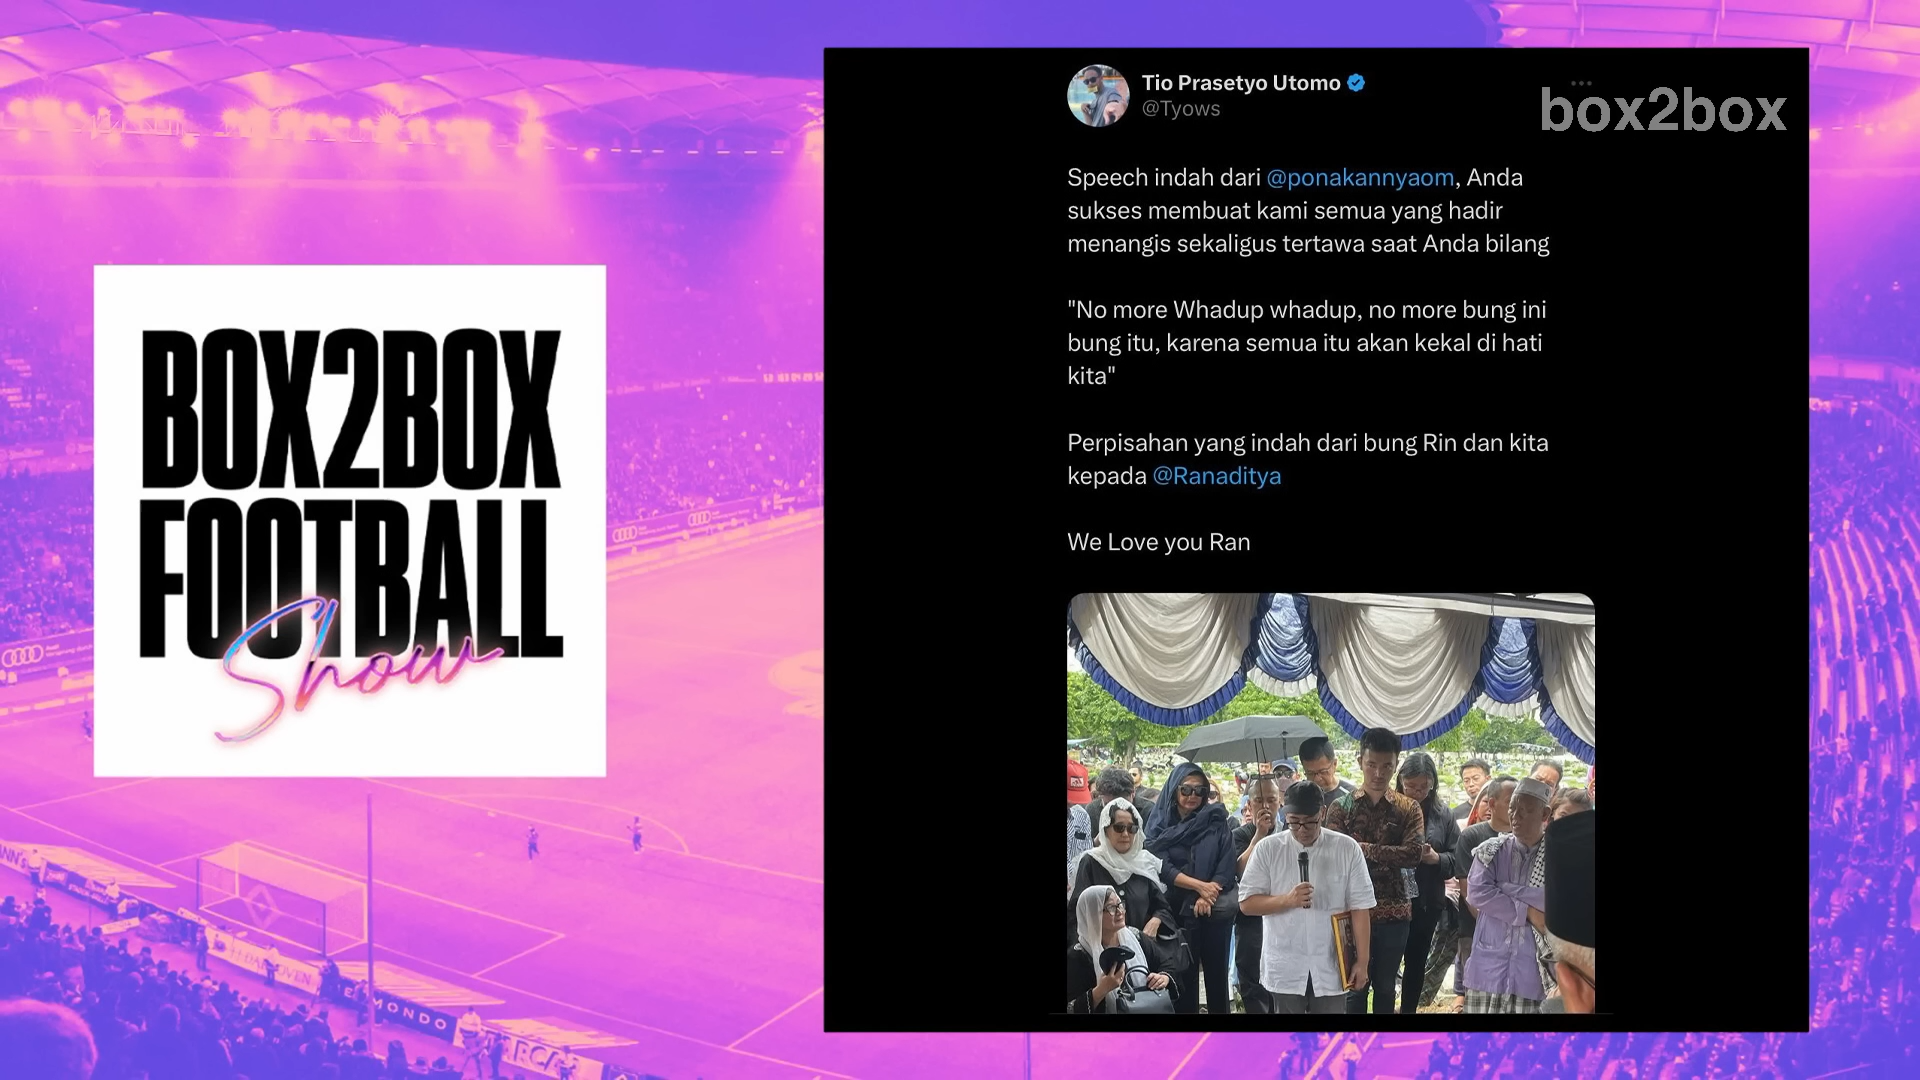 BOX2BOX
FOOTBALL
Show
Tio Prasetyo Utomo
@Tyows
box2box
Speech indah dari @ponakannyaom, Anda
sukses membuat kami semua yang hadir
menangis sekaligus tertawa saat Anda bilang
"No more Whadup whadup, no more bung ini
bung itu, karena semua itu akan kekal di hati
kita"
Perpisahan yang indah dari bung Rin dan kita
kepada @Ranaditya
We Love you Ran
Audi
EL MONDO